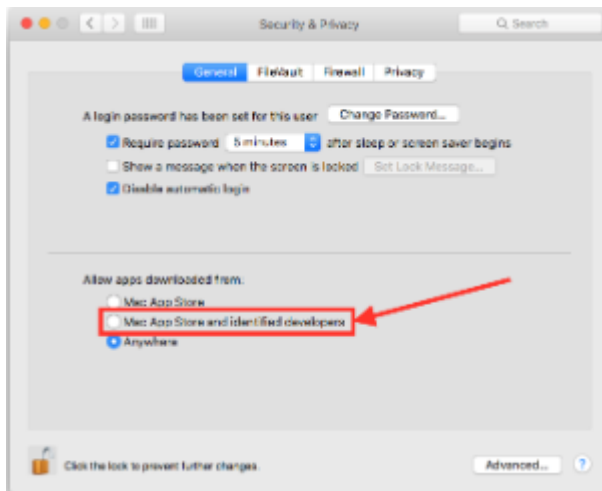 Security & Privacy
Search
General FileVault Firewall Privacy
A login password has been set for this user Change Password...
Require password 5 minutes after sleep or screen saver begins
Show a message when the screen is locked Set Lock Message...
Disable automatic login
Allow apps downloaded from:
Mac App Store
Mac App Store and identified developers
Anywhere
Click the lock to prevent further changes.
Advanced... ?